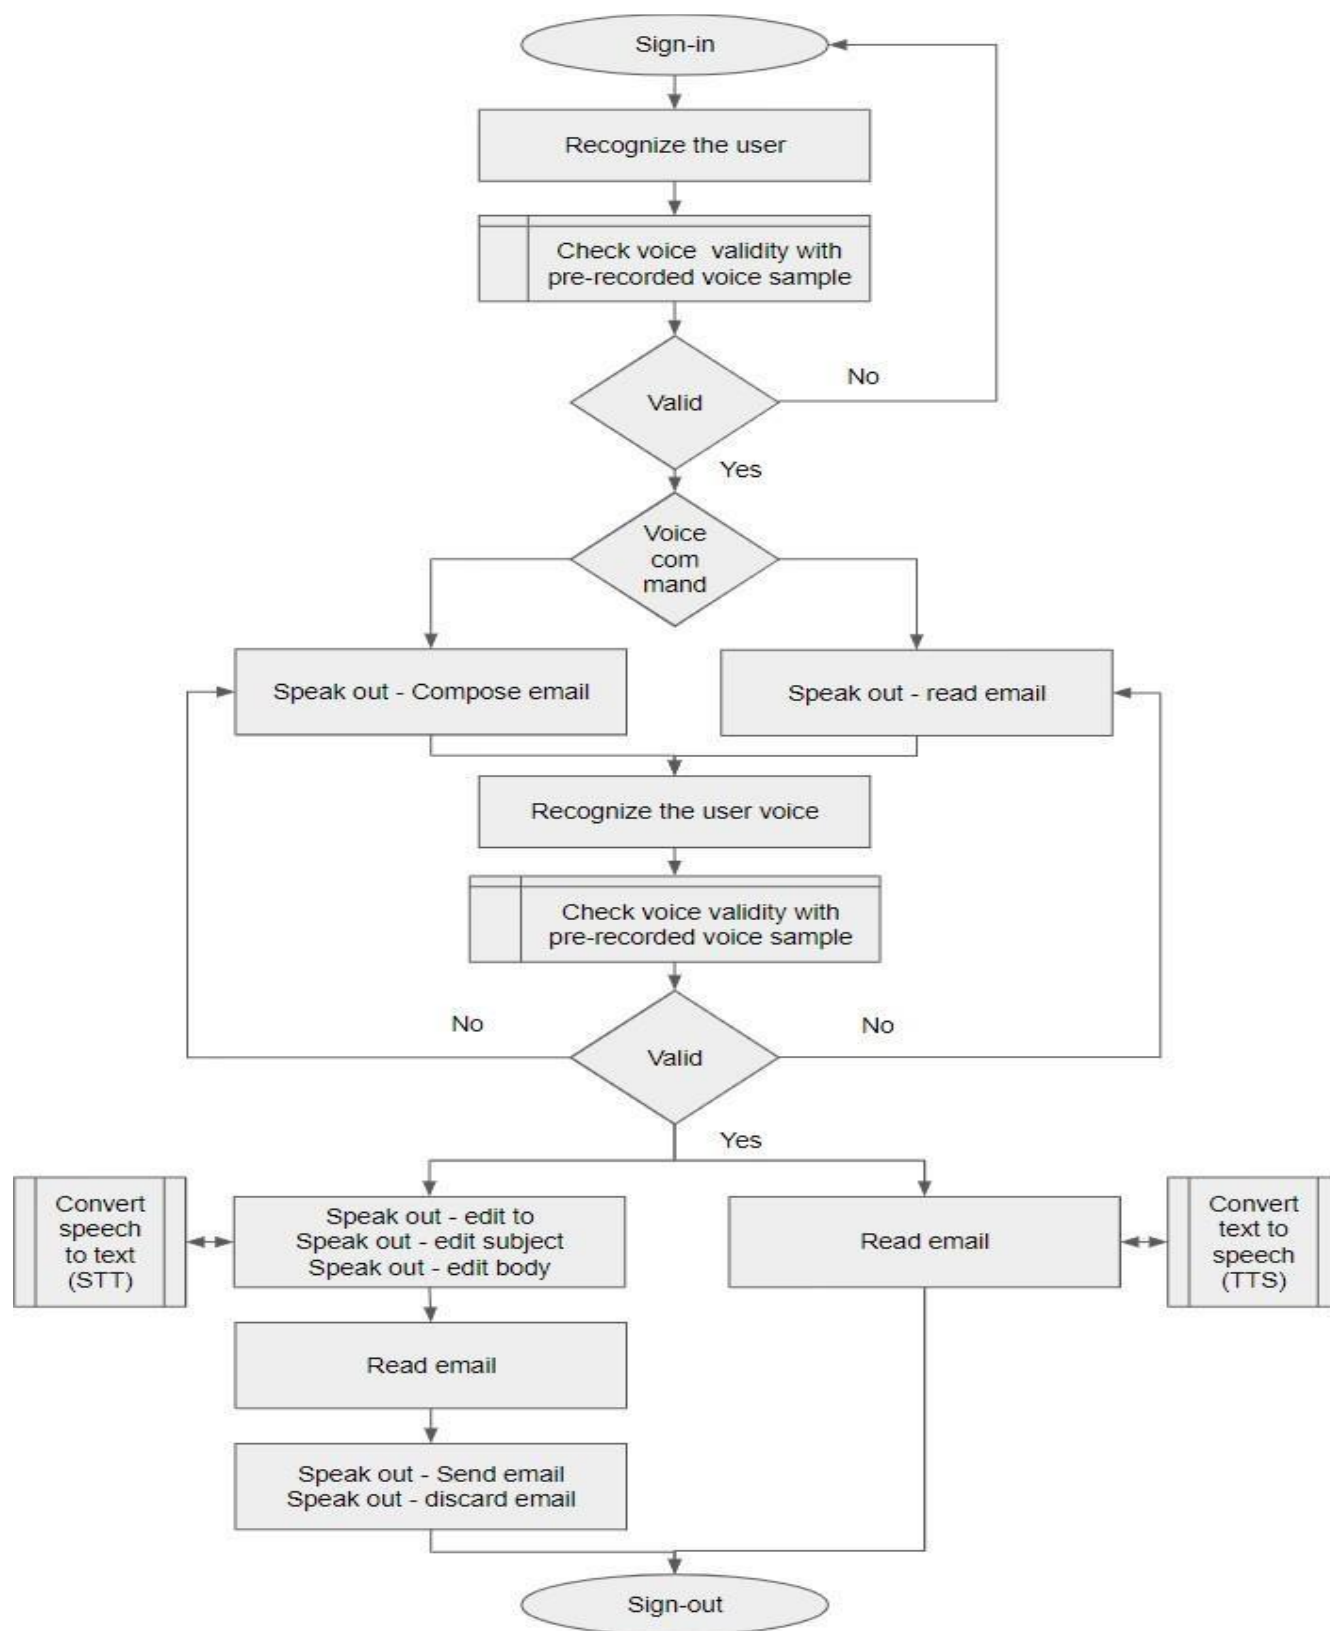 Sign-in
Recognize the user
Check voice  validity with
pre-recorded voice sample
Valid
No
Yes
Voice
com
mand
Speak out - Compose email
Speak out - read email
Recognize the user voice
Check voice validity with
pre-recorded voice sample
No
No
Valid
Yes
Convert
speech
to text
(STT)
Speak out - edit to
Speak out - edit subject
Speak out - edit body
Read email
Convert
text to
speech
(TTS)
Read email
Speak out - Send email
Speak out - discard email
Sign-out